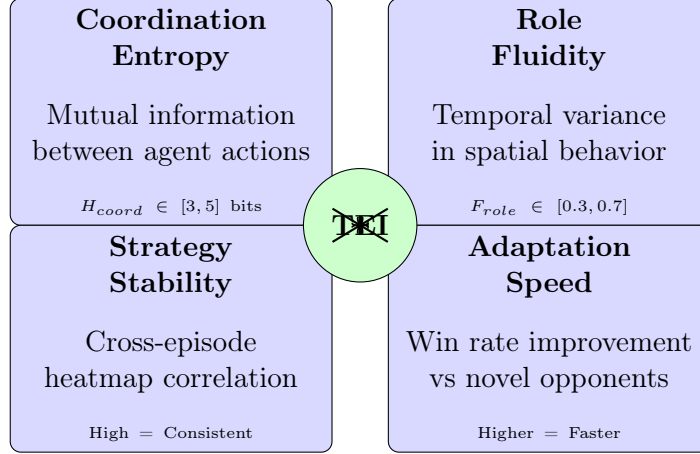 Coordination
Entropy
Mutual information
between agent actions
H_coord ∈ [3, 5] bits
Role
Fluidity
Temporal variance
in spatial behavior
F_role ∈ [0.3, 0.7]
TEI
Strategy
Stability
Cross-episode
heatmap correlation
High = Consistent
Adaptation
Speed
Win rate improvement
vs novel opponents
Higher = Faster